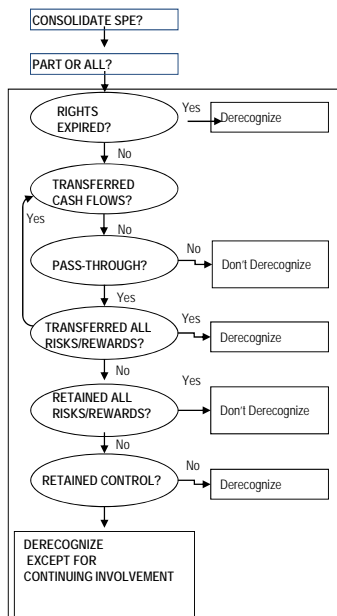 CONSOLIDATE SPE?
PART OR ALL?
RIGHTS
EXPIRED?
Yes
Derecognize
No
TRANSFERRED
CASH FLOWS?
Yes
No
PASS-THROUGH?
No
Don't Derecognize
Yes
TRANSFERRED ALL
RISKS/REWARDS?
Yes
Derecognize
No
RETAINED ALL
RISKS/REWARDS?
Yes
Don't Derecognize
No
RETAINED CONTROL?
No
Derecognize
DERECOGNIZE
EXCEPT FOR
CONTINUING INVOLVEMENT